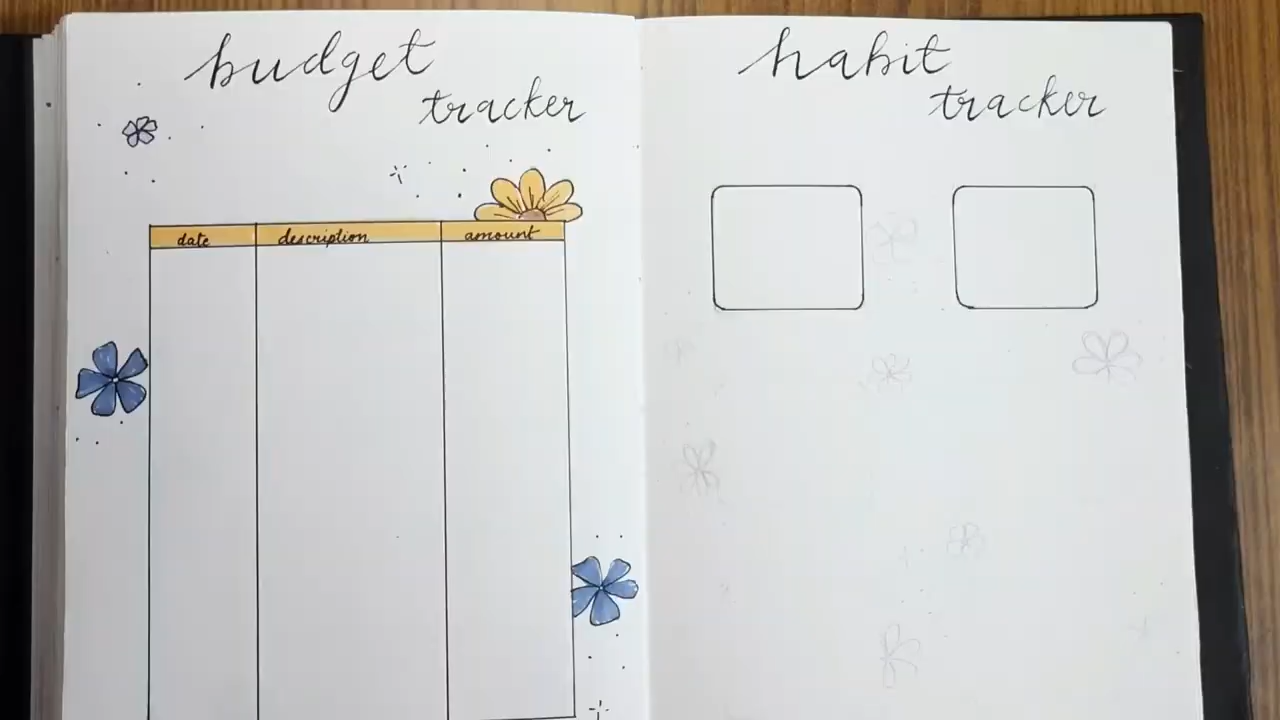 budget
tracker
date description amount
habit
tracker